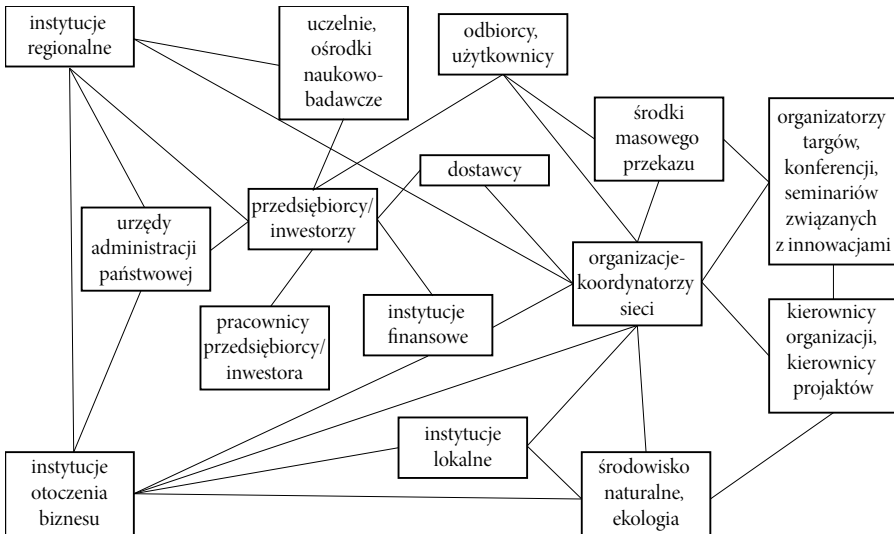 instytucje
regionalne
uczelnie,
ośrodki
naukowo-
badawcze
odbiorcy,
użytkownicy
środki
masowego
przekazu
organizatorzy
targów,
konferencji,
seminariów
związanych
z innowacjami
dostawcy
przedsiębiorcy/
inwestorzy
urzędy
administracji
państwowej
organizacje-
koordynatorzy
sieci
pracownicy
przedsiębiorcy/
inwestora
instytucje
finansowe
kierownicy
organizacji,
kierownicy
projaktów
instytucje
lokalne
instytucje
otoczenia
biznesu
środowisko
naturalne,
ekologia